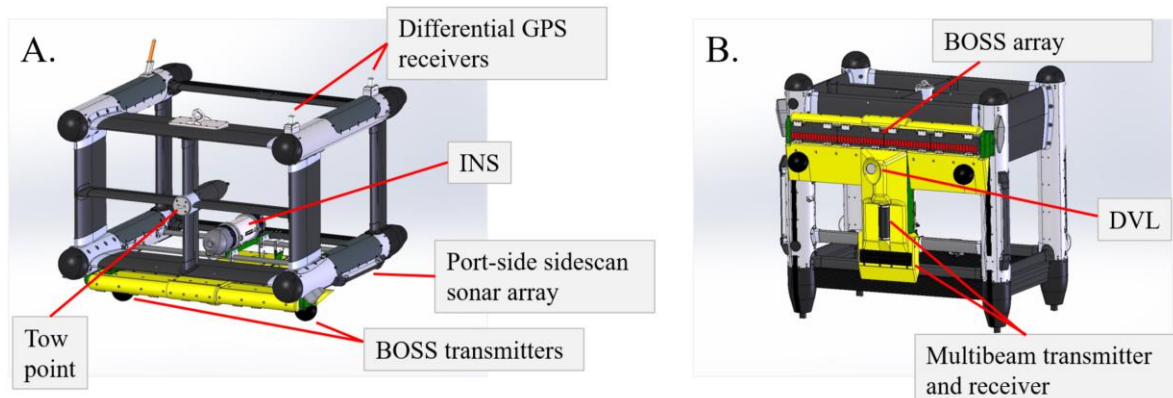 A.
Differential GPS
receivers
INS
Port-side sidescan
sonar array
Tow
point
BOSS transmitters
B.
BOSS array
DVL
Multibeam transmitter
and receiver